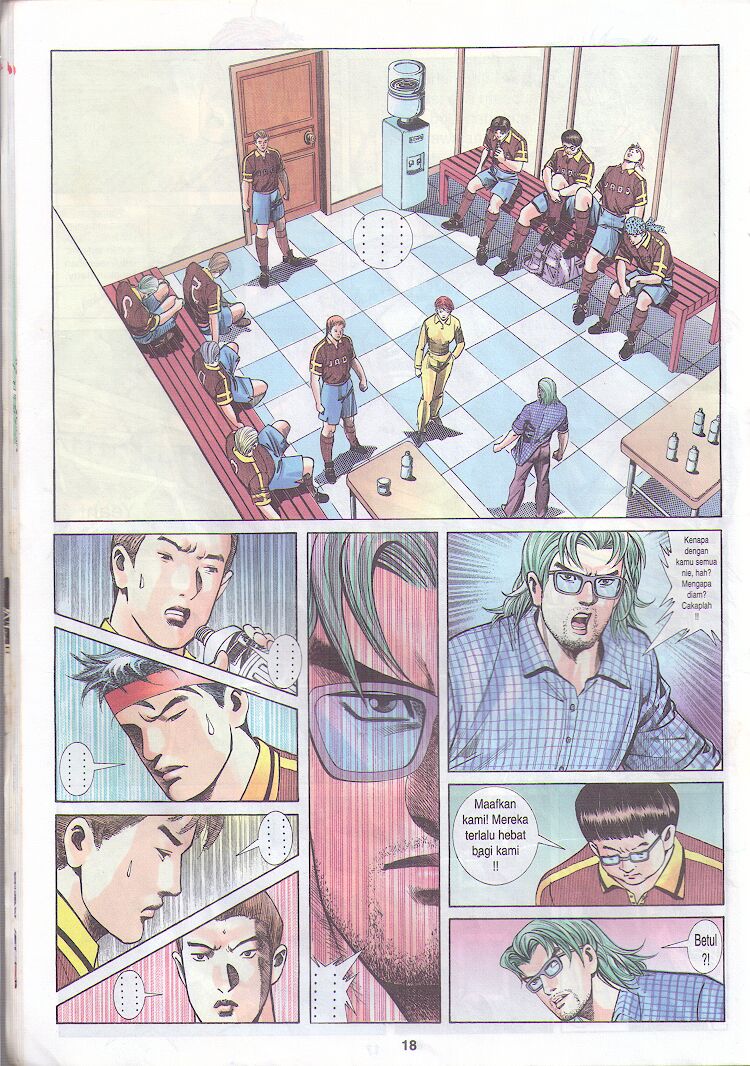 Kenapa
dengan
kamu semua
nie, hah?
Mengapa
diam?
Cakaplah
!!
Maafkan
kami! Mereka
terlalu hebat
bagi kami
!!
Betul
?!
18